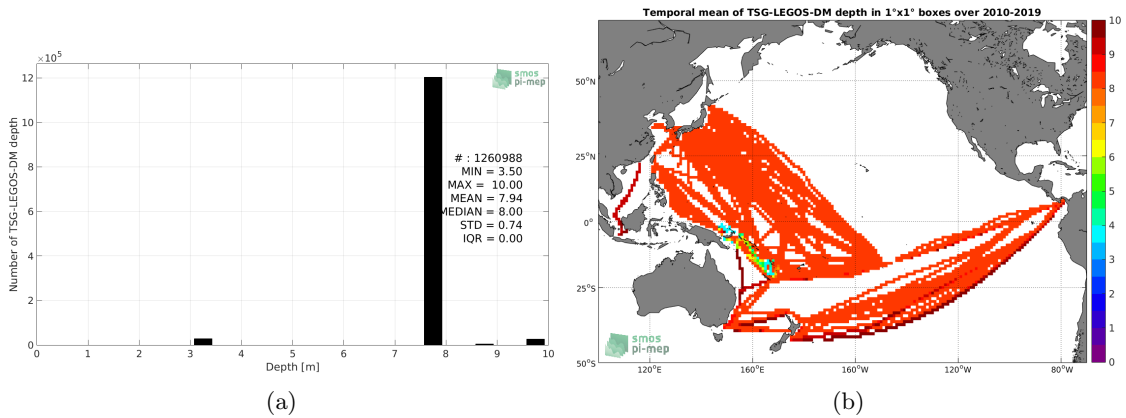 ×10⁵
12
10
8
6
4
2
0
Number of TSG-LEGOS-DM depth
smos
pi-mep
# : 1260988
MIN = 3.50
MAX = 10.00
MEAN = 7.94
MEDIAN = 8.00
STD = 0.74
IQR = 0.00
0 1 2 3 4 5 6 7 8 9 10
Depth [m]
(a)
Temporal mean of TSG-LEGOS-DM depth in 1°x1° boxes over 2010-2019
50°N
25°N
0°
25°S
50°S
120°E
160°E
160°W
120°W
80°W
smos
pi-mep
10
9
8
7
6
5
4
3
2
1
0
(b)